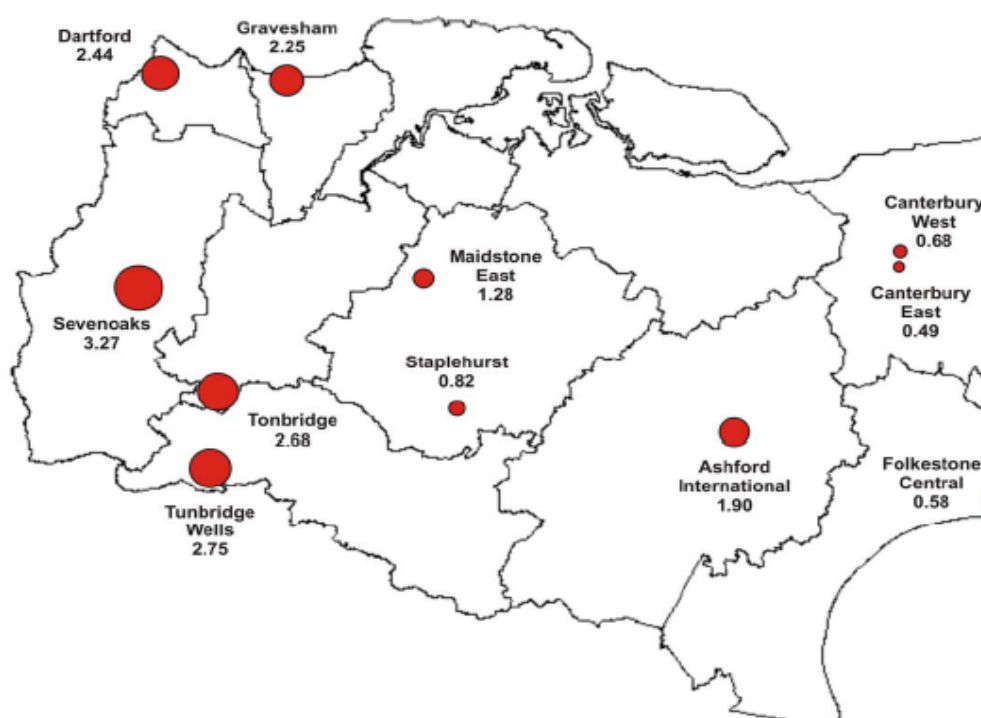 Dartford
2.44
Gravesham
2.25
Canterbury
West
0.68
Maidstone
East
1.28
Canterbury
East
0.49
Sevenoaks
3.27
Staplehurst
0.82
Tonbridge
2.68
Ashford
International
1.90
Folkestone
Central
0.58
Tunbridge
Wells
2.75